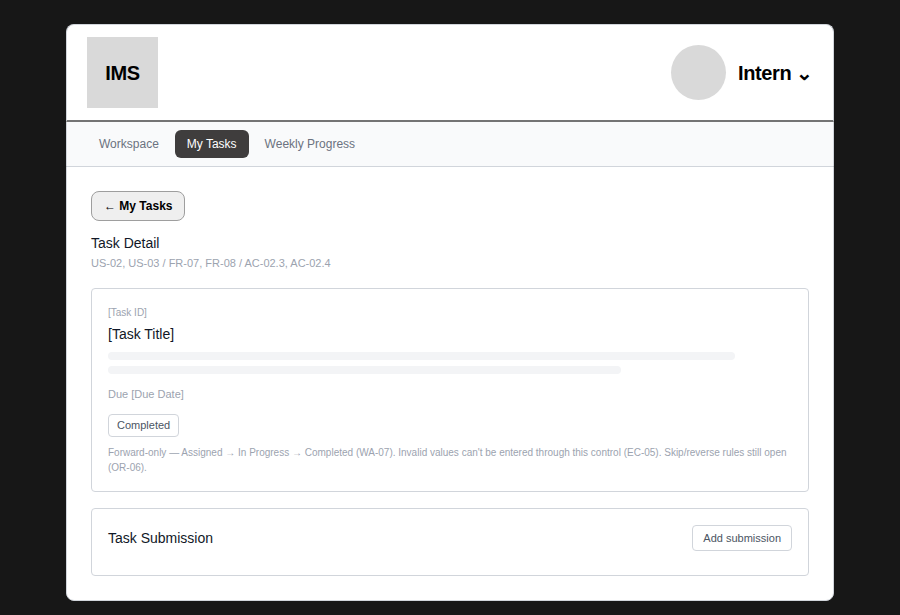 IMS
Intern
Workspace
My Tasks
Weekly Progress
← My Tasks
Task Detail
US-02, US-03 / FR-07, FR-08 / AC-02.3, AC-02.4
[Task ID]
[Task Title]
Due [Due Date]
Completed
Forward-only — Assigned → In Progress → Completed (WA-07). Invalid values can't be entered through this control (EC-05). Skip/reverse rules still open
(OR-06).
Task Submission
Add submission